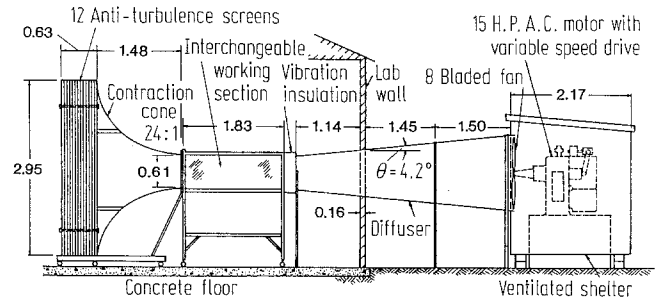 12 Anti-turbulence screens
0.63
1.48
Interchangeable
working
section
Vibration
insulation
Lab
wall
15 H.P. A.C. motor with
variable speed drive
8 Bladed fan
2.17
Contraction
cone
24:1
1.83
1.14
1.45
1.50
2.95
0.61
θ=4.2°
0.16
Diffuser
Concrete floor
Ventilated shelter